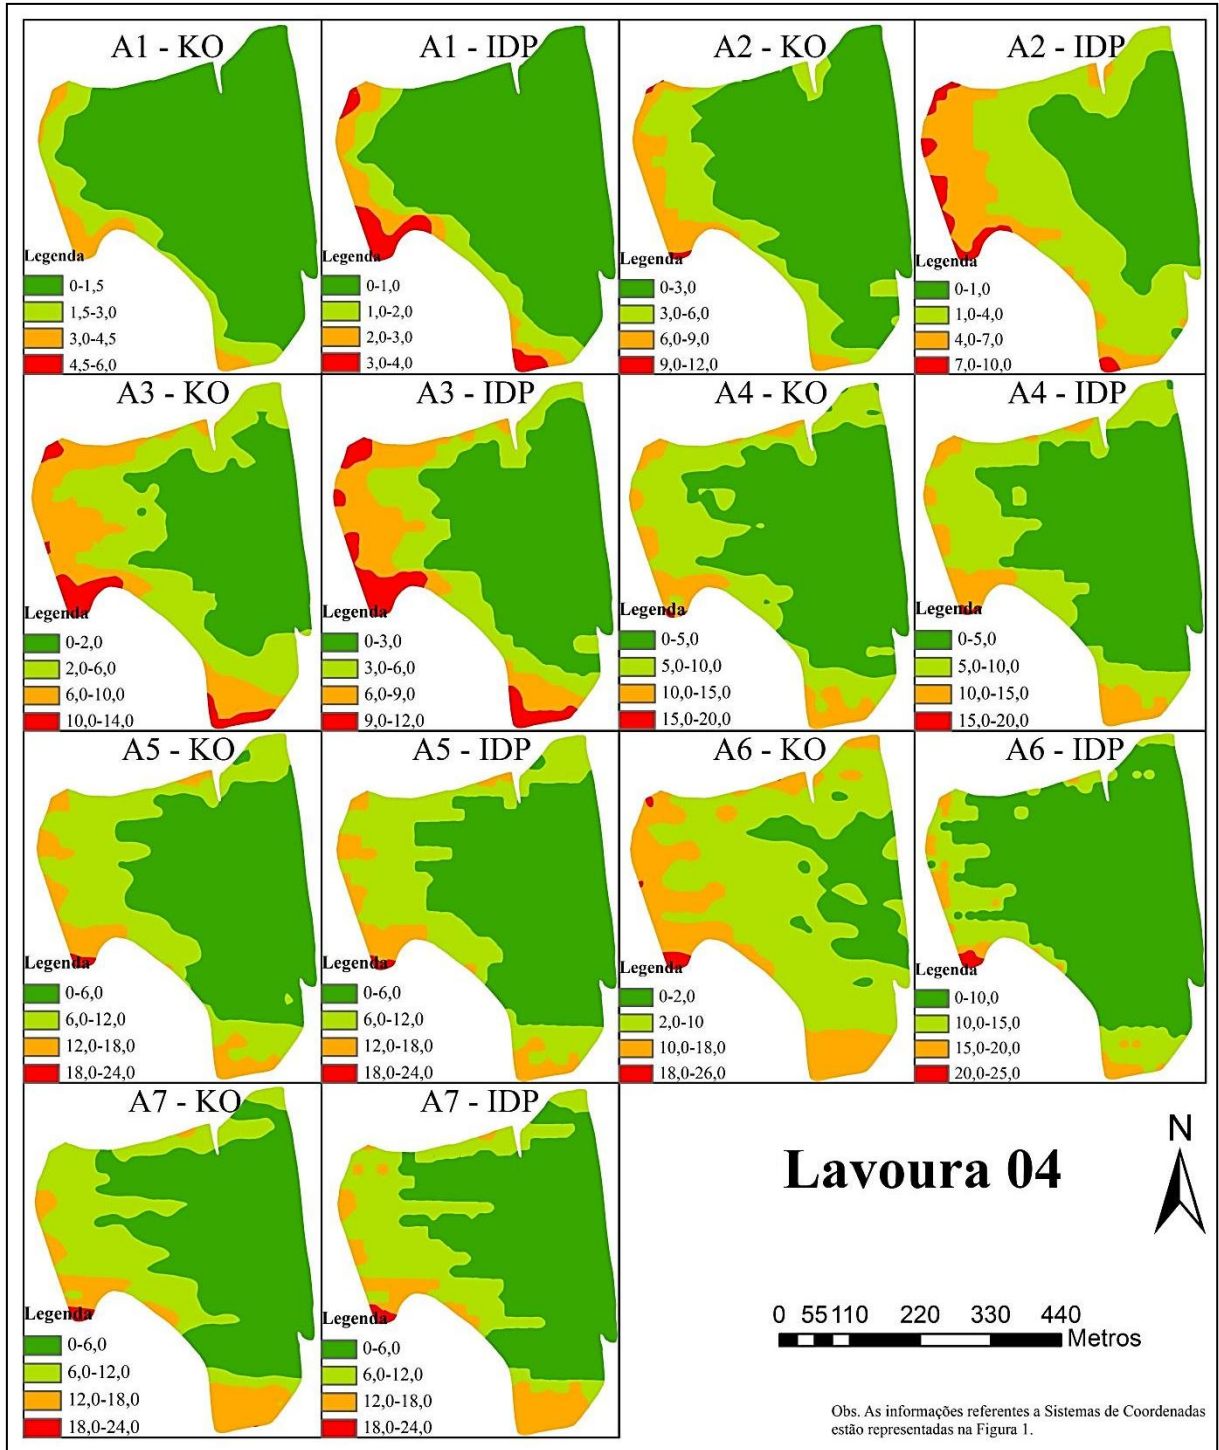 A1 - KO
Legenda
0-1,5
1,5-3,0
3,0-4,5
4,5-6,0
A1 - IDP
Legenda
0-1,0
1,0-2,0
2,0-3,0
3,0-4,0
A2 - KO
Legenda
0-3,0
3,0-6,0
6,0-9,0
9,0-12,0
A2 - IDP
Legenda
0-1,0
1,0-4,0
4,0-7,0
7,0-10,0
A3 - KO
Legenda
0-2,0
2,0-6,0
6,0-10,0
10,0-14,0
A3 - IDP
Legenda
0-3,0
3,0-6,0
6,0-9,0
9,0-12,0
A4 - KO
Legenda
0-5,0
5,0-10,0
10,0-15,0
15,0-20,0
A4 - IDP
Legenda
0-5,0
5,0-10,0
10,0-15,0
15,0-20,0
A5 - KO
Legenda
0-6,0
6,0-12,0
12,0-18,0
18,0-24,0
A5 - IDP
Legenda
0-6,0
6,0-12,0
12,0-18,0
18,0-24,0
A6 - KO
Legenda
0-2,0
2,0-10
10,0-18,0
18,0-26,0
A6 - IDP
Legenda
0-10,0
10,0-15,0
15,0-20,0
20,0-25,0
A7 - KO
Legenda
0-6,0
6,0-12,0
12,0-18,0
18,0-24,0
A7 - IDP
Legenda
0-6,0
6,0-12,0
12,0-18,0
18,0-24,0
Lavoura 04
N
0 55 110 220 330 440
Metros
Obs. As informações referentes a Sistemas de Coordenadas
estão representadas na Figura 1.